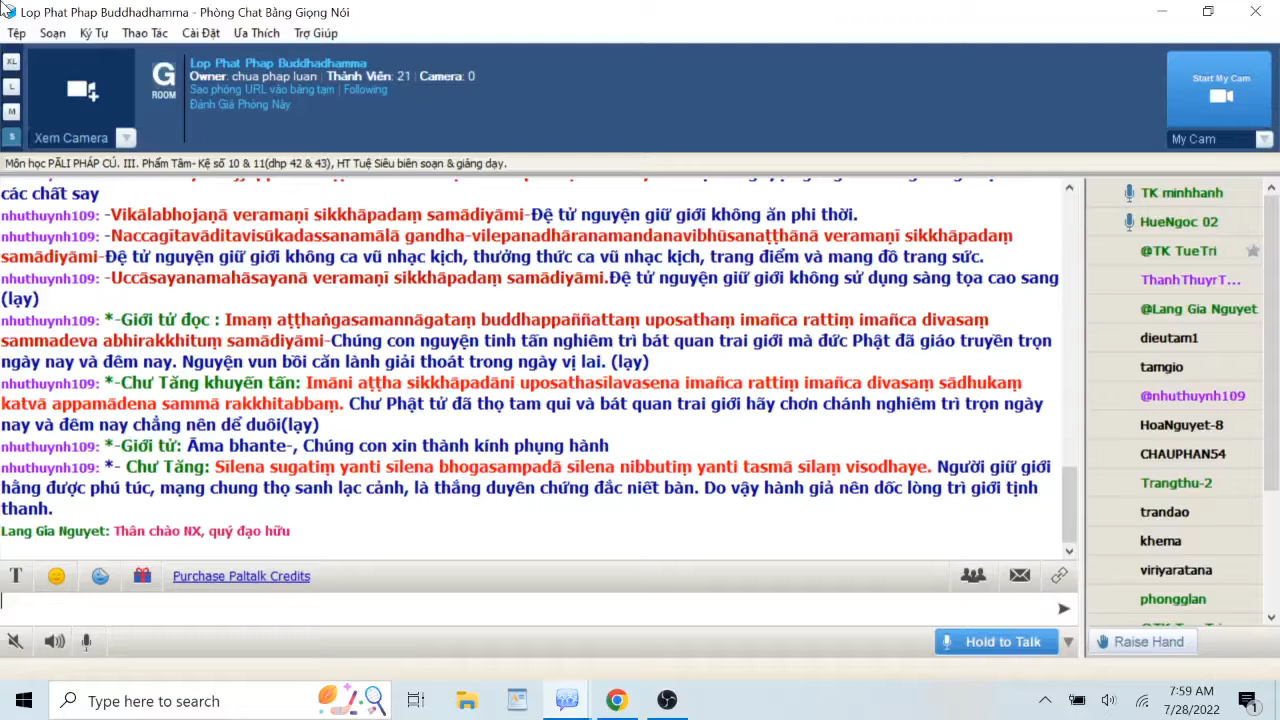 Lop Phat Phap Buddhadhamma - Phòng Chat Bằng Giọng Nói
Tệp Soạn Ký Tự Thao Tác Cài Đặt Ưa Thích Trợ Giúp
XL
L
M
S
Xem Camera
G
ROOM
Lop Phat Phap Buddhadhamma
Owner: chua phap luan | Thành Viên: 21 | Camera: 0
Sao phỏng URL vào bảng tạm | Following
Đánh Giá Phòng Này
Start My Cam
My Cam
Môn học PĀLI PHÁP CÚ. III. Phẩm Tâm- Kệ số 10 & 11(dhp 42 & 43), HT Tuệ Siêu biên soạn & giảng dạy.
các chất say
nhuthuynh109: -Vikālabhojaṇā veramaṇī sikkhāpadaṃ samādiyāmi-Đệ tử nguyện giữ giới không ăn phi thời.
nhuthuynh109: -Naccagītavāditavisūkadassanamālā gandha-vilepanadhāranamandanavibhūsanaṭṭhānā veramaṇī sikkhāpadaṃ
samādiyāmi-Đệ tử nguyện giữ giới không ca vũ nhạc kịch, thưởng thức ca vũ nhạc kịch, trang điểm và mang đồ trang sức.
nhuthuynh109: -Uccāsayanamahāsayanā veramaṇī sikkhāpadaṃ samādiyāmi.Đệ tử nguyện giữ giới không sử dụng sàng tọa cao sang
(lạy)
nhuthuynh109: *-Giới tử đọc : Imaṃ aṭṭhaṅgasamannāgataṃ buddhappaññattaṃ uposathaṃ imañca rattiṃ imañca divasaṃ
sammadeva abhirakkhituṃ samādiyāmi-Chúng con nguyện tinh tấn nghiêm trì bát quan trai giới mà đức Phật đã giáo truyền trọn
ngày nay và đêm nay. Nguyện vun bồi căn lành giải thoát trong ngày vị lai. (lạy)
nhuthuynh109: *-Chư Tăng khuyến tấn: Imāni aṭṭha sikkhāpadāni uposathasīlavasena imañca rattiṃ imañca divasaṃ sādhukaṃ
katvā appamādena sammā rakkhitabbaṃ. Chư Phật tử đã thọ tam qui và bát quan trai giới hãy chơn chánh nghiêm trì trọn ngày
nay và đêm nay chẳng nên dể duôi(lạy)
nhuthuynh109: *-Giới tử: Āma bhante-, Chúng con xin thành kính phụng hành
nhuthuynh109: *- Chư Tăng: Sīlena sugatiṃ yanti sīlena bhogasampadā sīlena nibbutiṃ yanti tasmā sīlaṃ visodhaye. Người giữ giới
hằng được phú túc, mạng chung thọ sanh lạc cảnh, là thắng duyên chứng đắc niết bàn. Do vậy hành giả nên dốc lòng trì giới tịnh
thanh.
Lang Gia Nguyet: Thân chào NX, quý đạo hữu
TK minhhanh
HueNgoc 02
@TK TueTri
ThanhThuyrT...
@Lang Gia Nguyet
dieutam1
tamgio
@nhuthuynh109
HoaNguyet-8
CHAUPHAN54
Trangthu-2
trandao
khema
viriyaratana
phongglan
T Purchase Paltalk Credits
Hold to Talk
Raise Hand
Type here to search
7:59 AM
7/28/2022
1